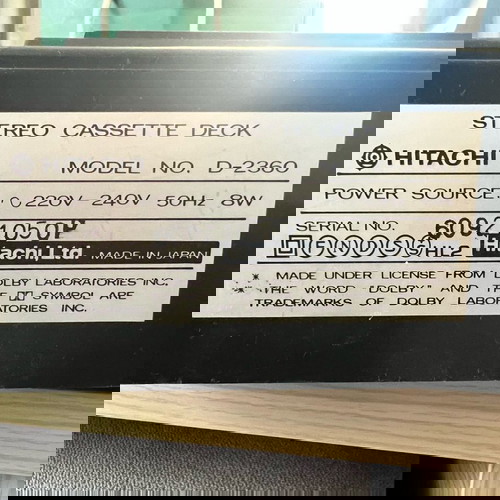 STEREO CASSETTE DECK
MODEL NO. D-2360 HITACHI
POWER SOURCE: ∿/220V-240V 50HZ 8W
SERIAL NO.
Hitachi Ltd. MADE IN JAPAN
* MADE UNDER LICENSE FROM
DOLBY LABORATORIES INC.
* THE WORD "DOLBY" AND THE
SYMBOL ARE
TRADEMARKS OF DOLBY
LABORATORIES INC.